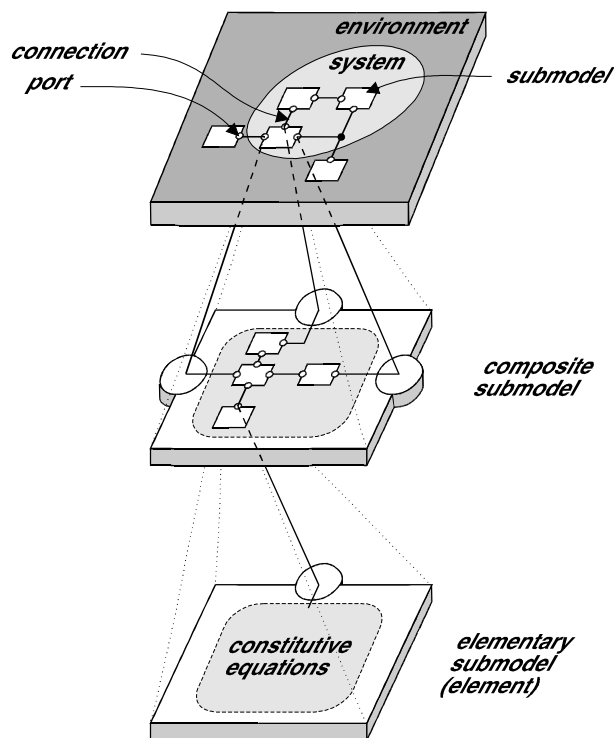 environment
connection
system
submodel
port
composite
submodel
constitutive
equations
elementary
submodel
(element)